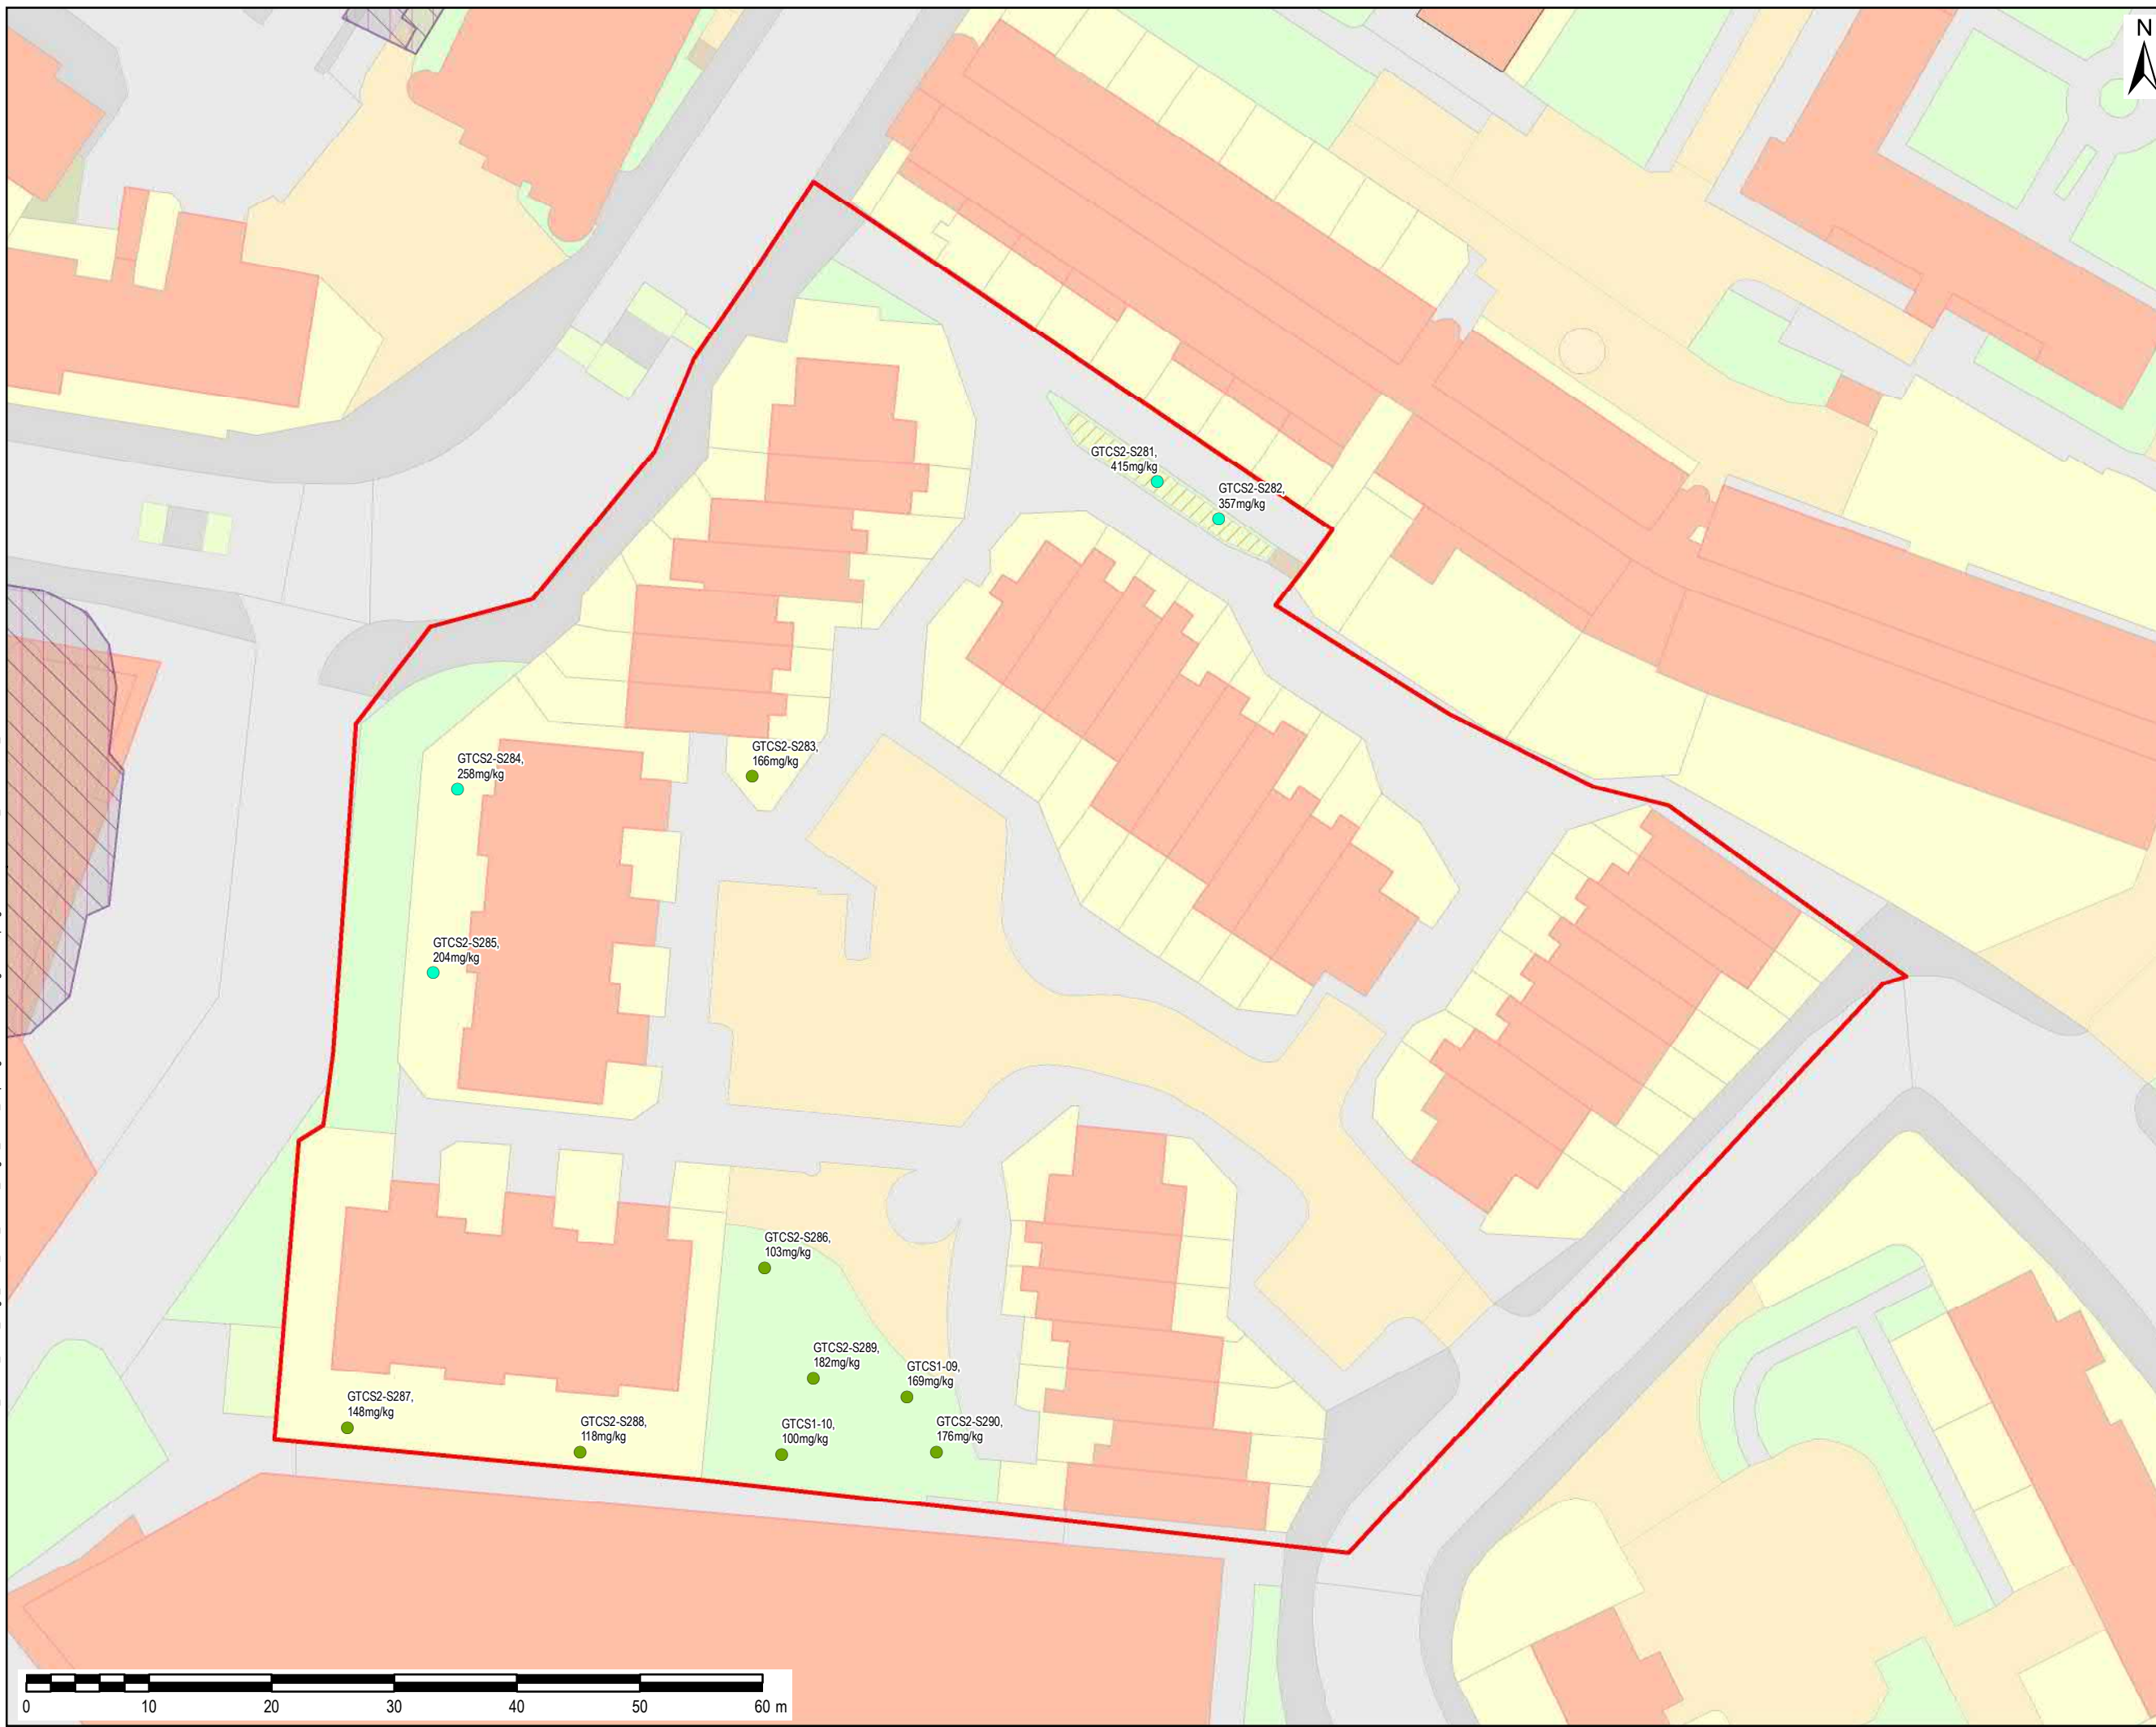 N
GTCS2-S281,
415mg/kg
GTCS2-S282,
357mg/kg
GTCS2-S283,
166mg/kg
GTCS2-S284,
258mg/kg
GTCS2-S285,
204mg/kg
GTCS2-S286,
103mg/kg
GTCS2-S289,
182mg/kg
GTCS1-09,
169mg/kg
GTCS2-S287,
148mg/kg
GTCS2-S288,
118mg/kg
GTCS1-10,
100mg/kg
GTCS2-S290,
176mg/kg
0 10 20 30 40 50 60 m